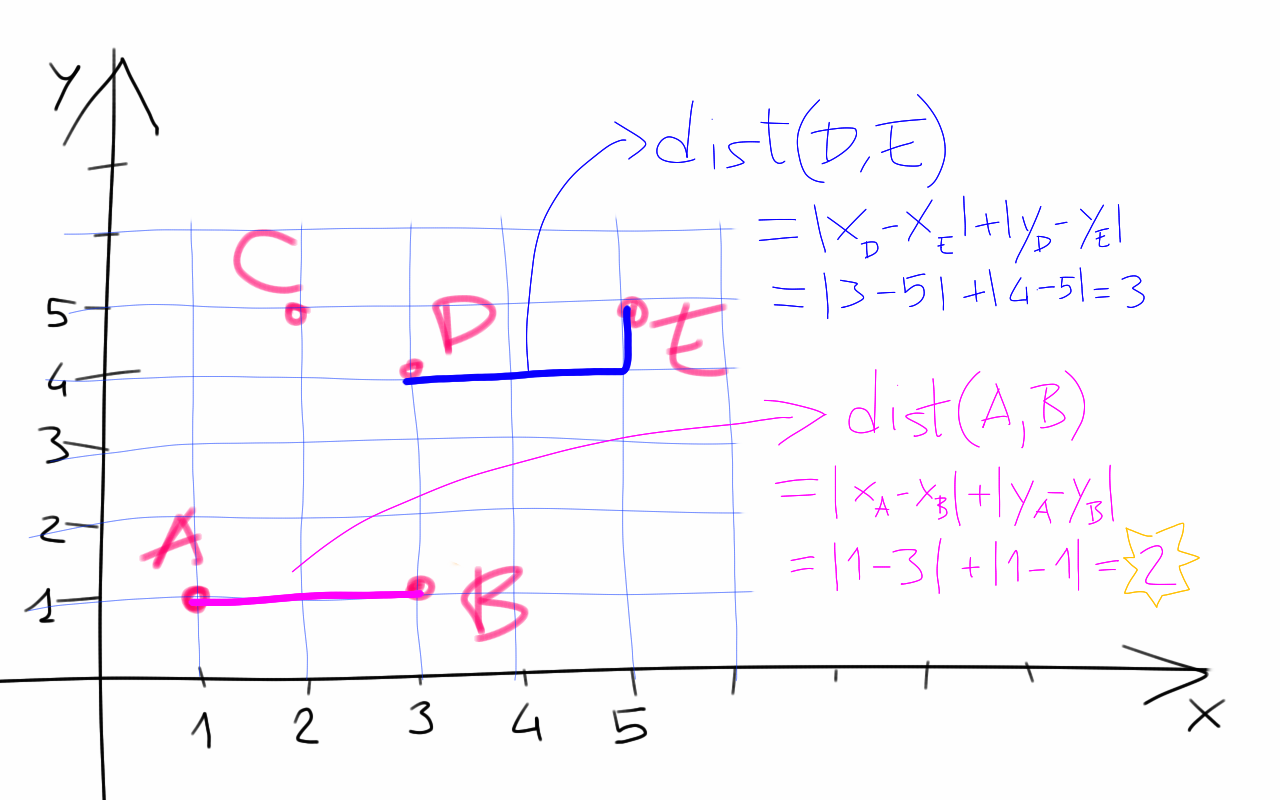 Y
dist(D,E)
= |x_D - x_E| + |y_D - y_E|
= |3 - 5| + |4 - 5| = 3
C
D
E
5
4
3
2
1
dist(A,B)
= |x_A - x_B| + |y_A - y_B|
= |1 - 3| + |1 - 1| = 2
A
B
1 2 3 4 5
X